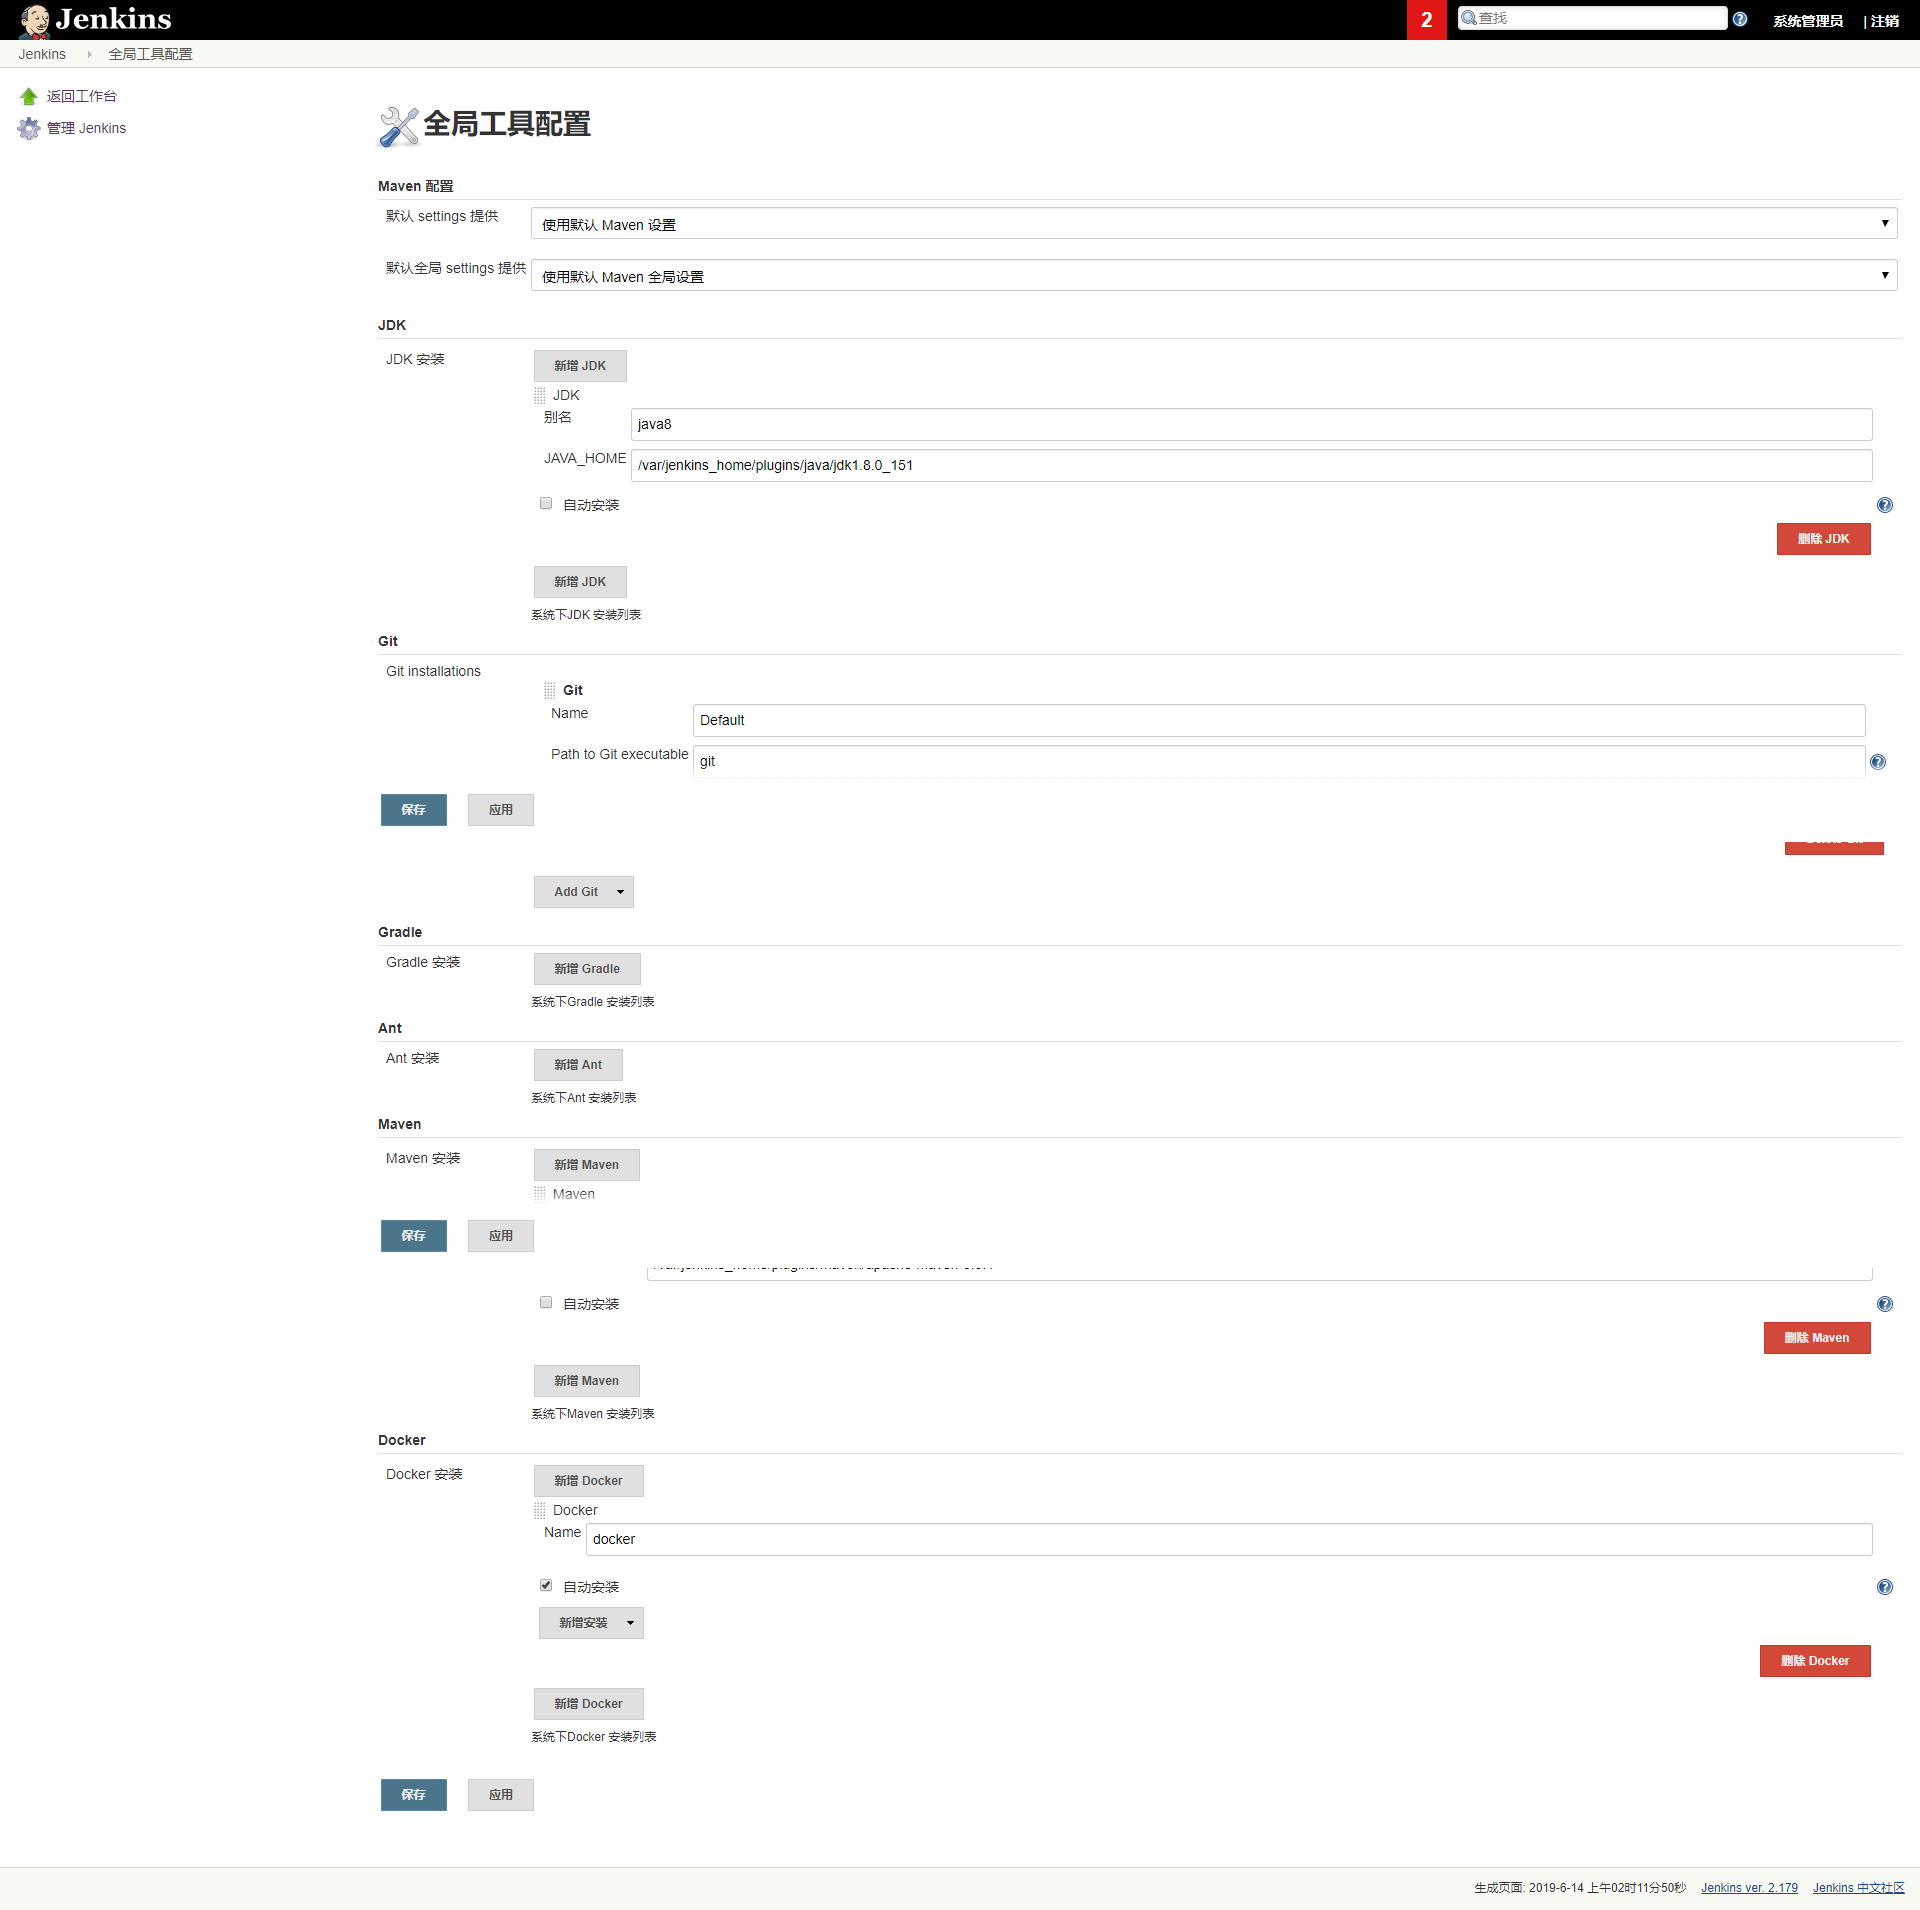 Jenkins
2
查找
系统管理员
| 注销
Jenkins
全局工具配置
返回工作台
管理 Jenkins
全局工具配置
Maven 配置
默认 settings 提供
使用默认 Maven 设置
默认全局 settings 提供
使用默认 Maven 全局设置
JDK
JDK 安装
新增 JDK
JDK
别名
java8
JAVA_HOME
/var/jenkins_home/plugins/java/jdk1.8.0_151
自动安装
删除 JDK
新增 JDK
系统下JDK 安装列表
Git
Git installations
Git
Name
Default
Path to Git executable
git
保存
应用
Add Git
Gradle
Gradle 安装
新增 Gradle
系统下Gradle 安装列表
Ant
Ant 安装
新增 Ant
系统下Ant 安装列表
Maven
Maven 安装
新增 Maven
Maven
保存
应用
自动安装
删除 Maven
新增 Maven
系统下Maven 安装列表
Docker
Docker 安装
新增 Docker
Docker
Name
docker
自动安装
新增安装
删除 Docker
新增 Docker
系统下Docker 安装列表
保存
应用
生成页面: 2019-6-14 上午02时11分50秒
Jenkins ver. 2.179
Jenkins 中文社区